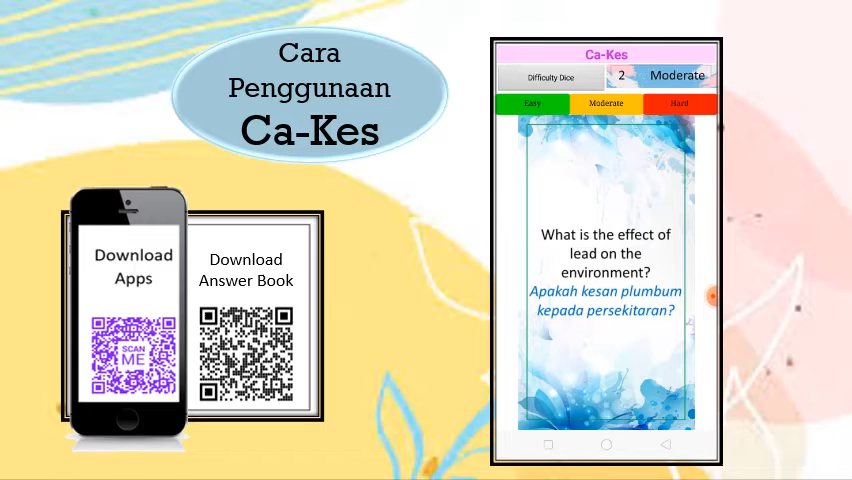 Cara
Penggunaan
Ca-Kes
Download
Apps
SCAN
ME
Download
Answer Book
Ca-Kes
Difficulty Dice
2 Moderate
Easy
Moderate
Hard
What is the effect of
lead on the
environment?
Apakah kesan plumbum
kepada persekitaran?